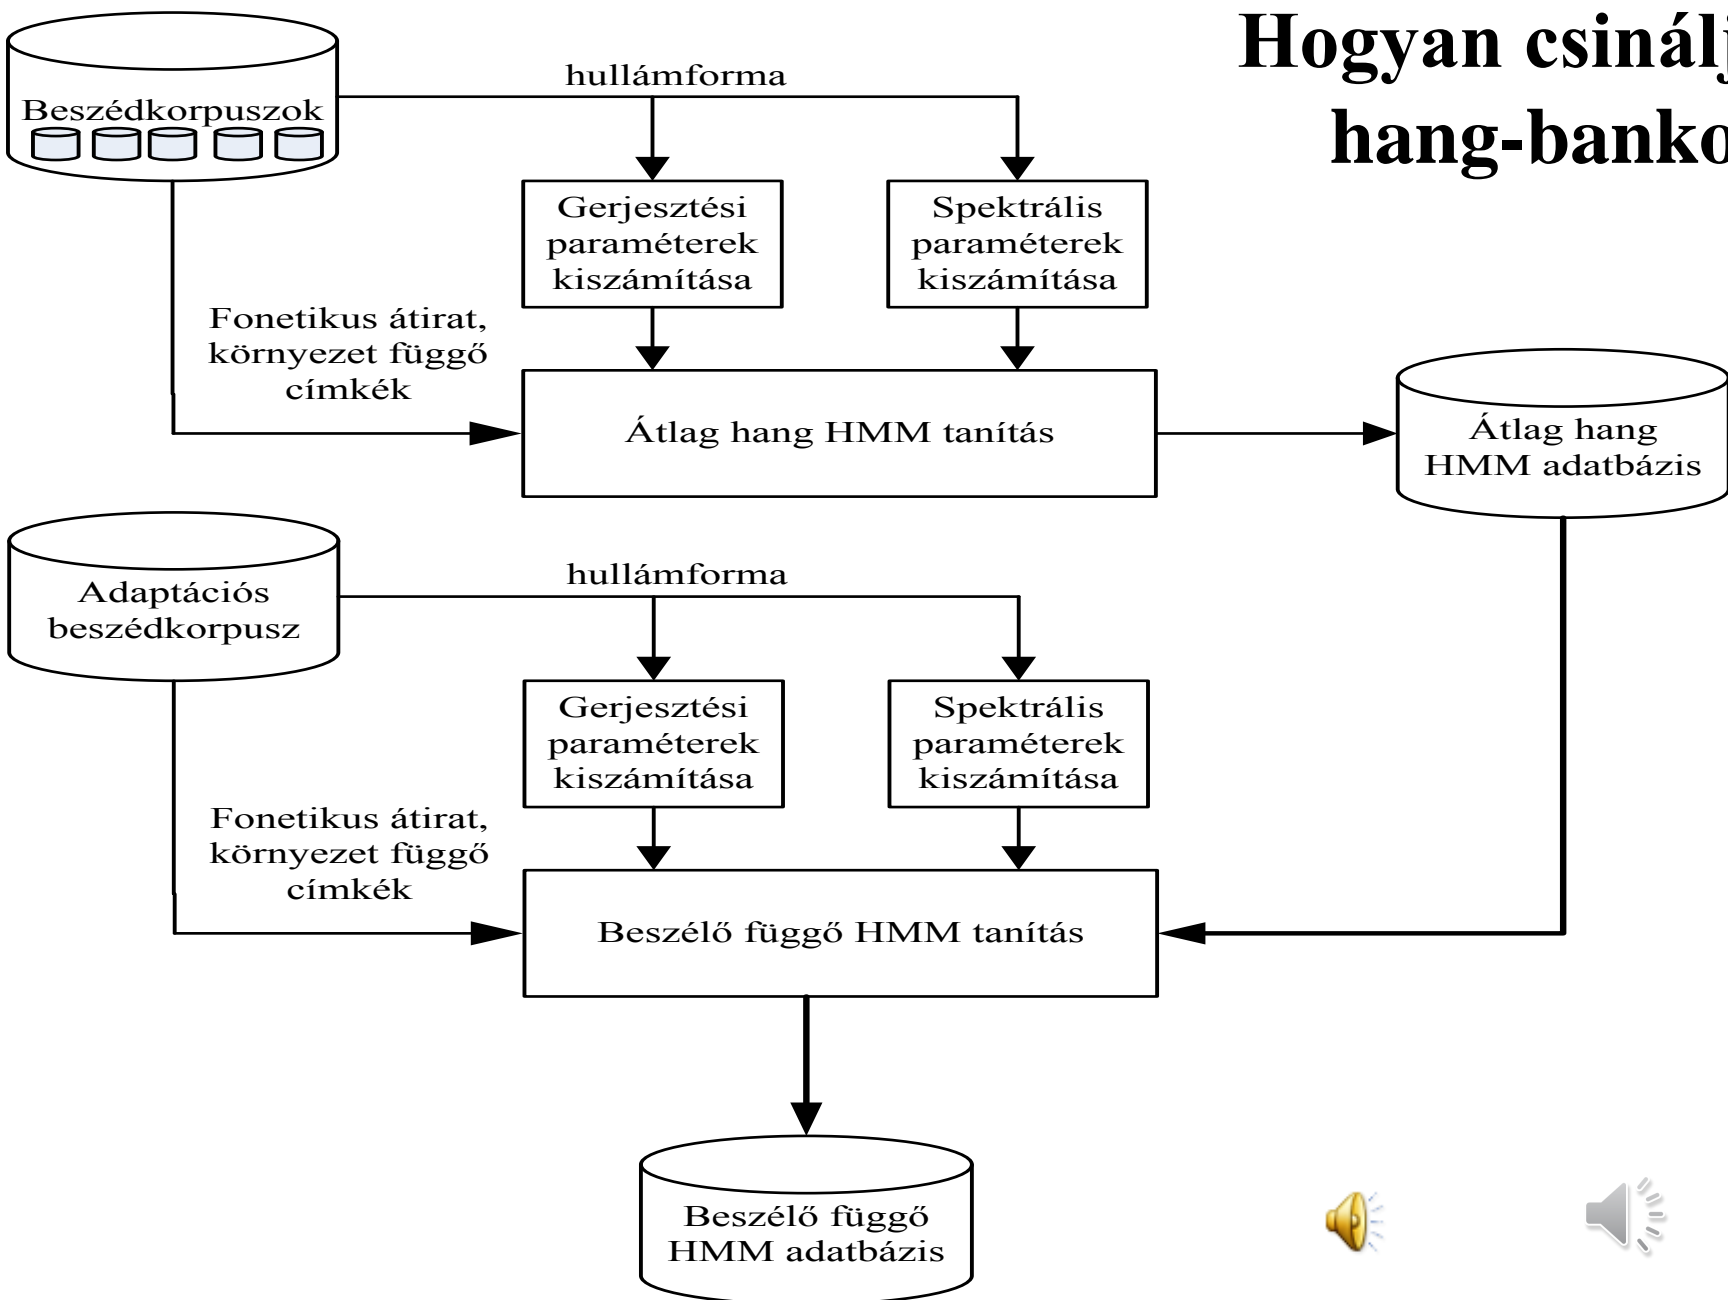 Hogyan csinálj
hang-banko
Beszédkorpuszok
hullámforma
Gerjesztési
paraméterek
kiszámítása
Spektrális
paraméterek
kiszámítása
Fonetikus átirat,
környezet függő
címkék
Átlag hang HMM tanítás
Átlag hang
HMM adatbázis
Adaptációs
beszédkorpusz
hullámforma
Gerjesztési
paraméterek
kiszámítása
Spektrális
paraméterek
kiszámítása
Fonetikus átirat,
környezet függő
címkék
Beszélő függő HMM tanítás
Beszélő függő
HMM adatbázis